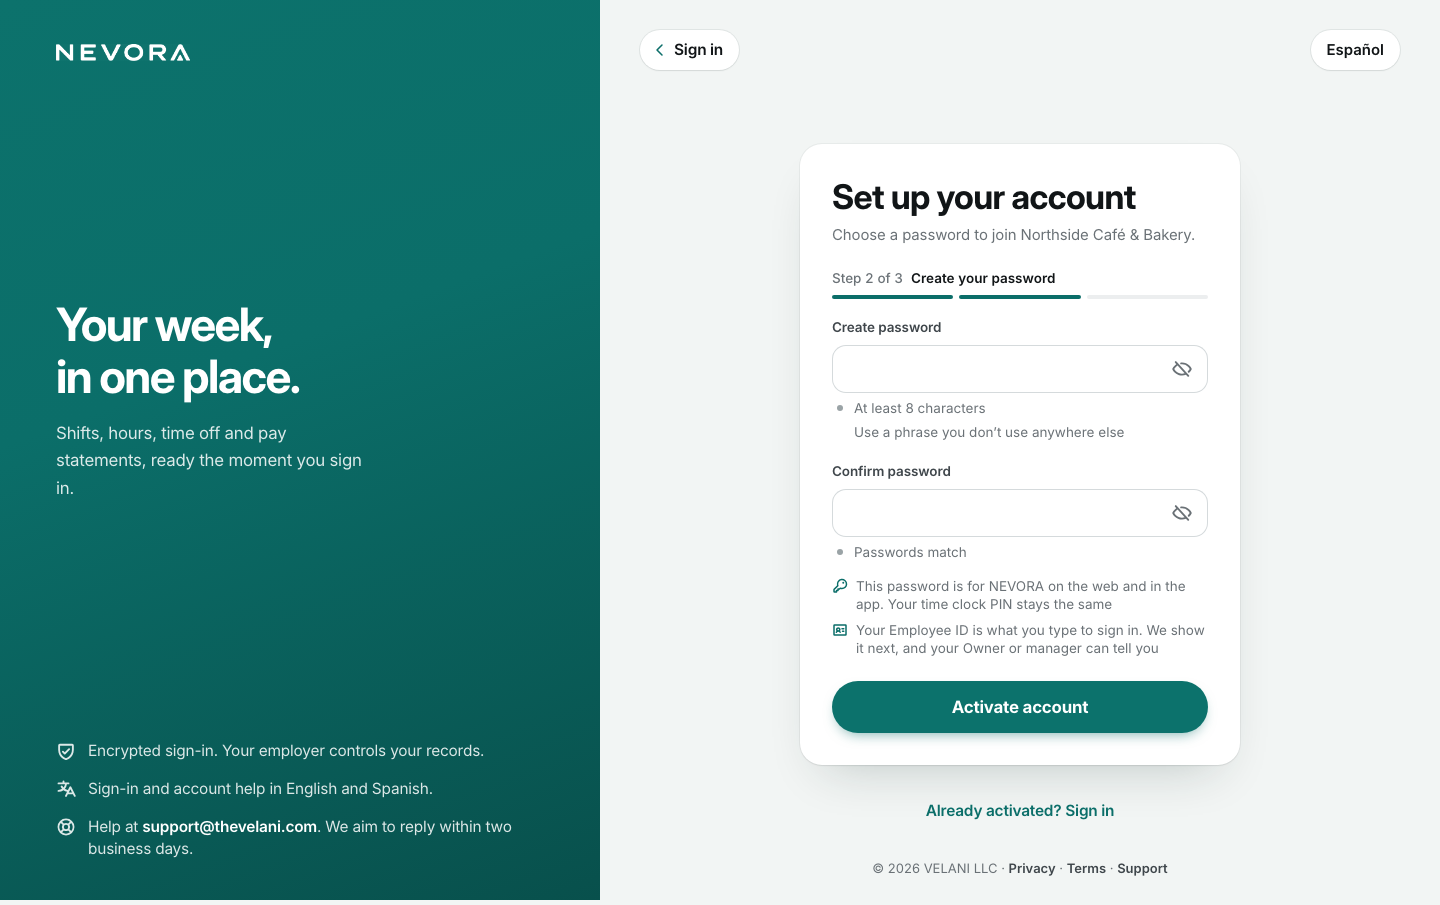 NEVORA
Your week,
in one place.
Shifts, hours, time off and pay
statements, ready the moment you sign
in.
Encrypted sign-in. Your employer controls your records.
Sign-in and account help in English and Spanish.
Help at support@thevelani.com. We aim to reply within two
business days.
Sign in
Español
Set up your account
Choose a password to join Northside Café & Bakery.
Step 2 of 3 Create your password
Create password
At least 8 characters
Use a phrase you don’t use anywhere else
Confirm password
Passwords match
This password is for NEVORA on the web and in the
app. Your time clock PIN stays the same
Your Employee ID is what you type to sign in. We show
it next, and your Owner or manager can tell you
Activate account
Already activated? Sign in
© 2026 VELANI LLC · Privacy · Terms · Support